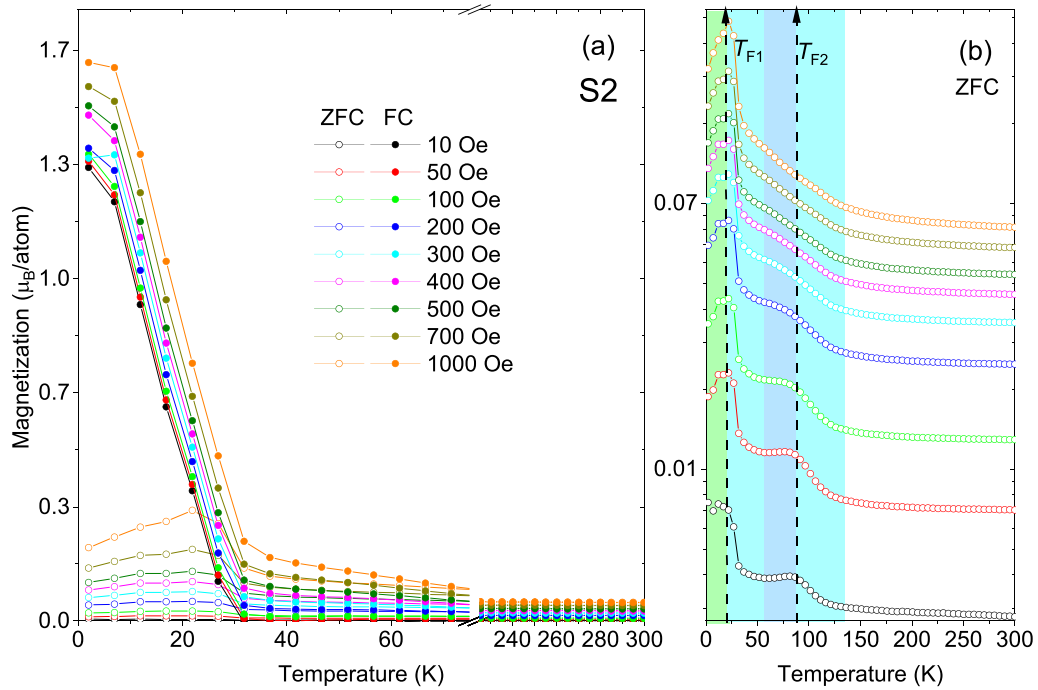 (a)
S2
ZFC FC
10 Oe
50 Oe
100 Oe
200 Oe
300 Oe
400 Oe
500 Oe
700 Oe
1000 Oe
Magnetization (μB/atom)
1.7
1.3
1.0
0.7
0.3
0.0
0 20 40 60 240 260 280 300
Temperature (K)
(b)
ZFC
TF1 TF2
0.07
0.01
0 50 100 150 200 250 300
Temperature (K)